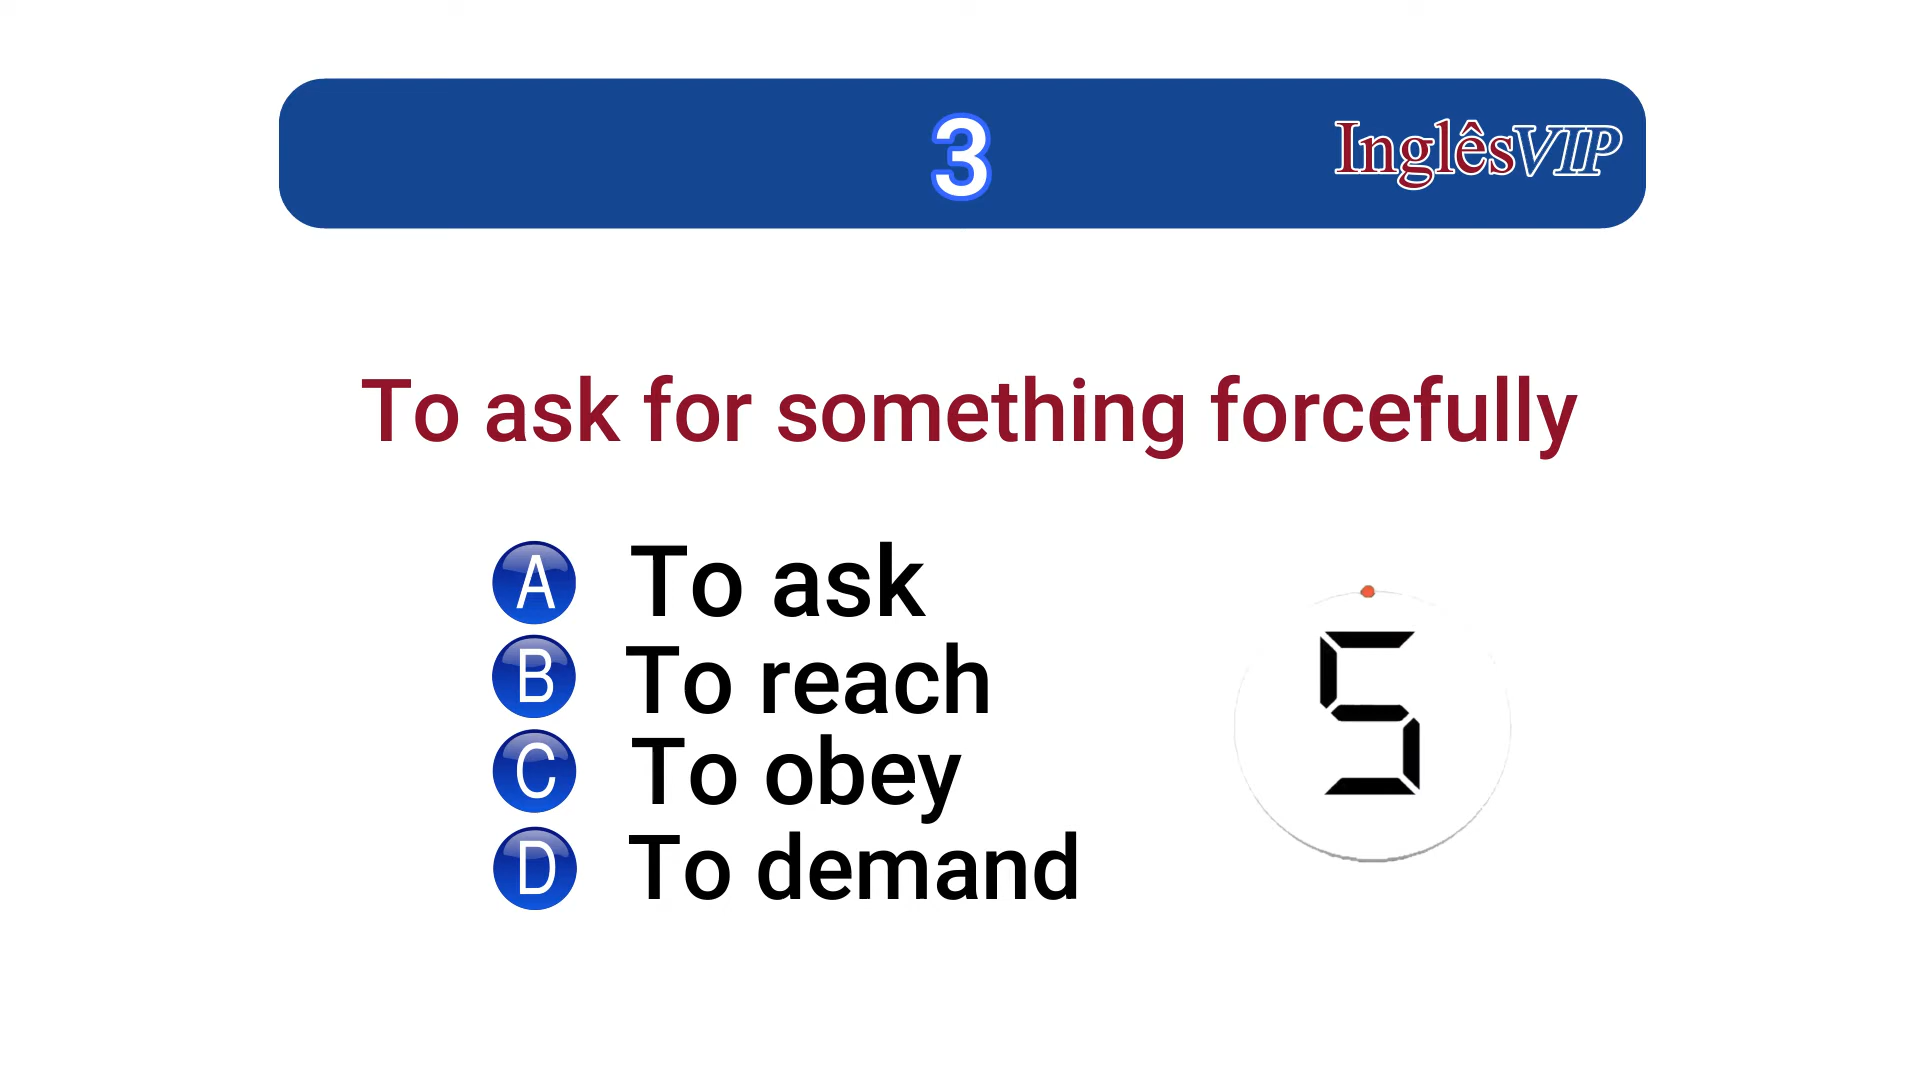 3
InglêsVIP
To ask for something forcefully
A To ask
B To reach
C To obey
D To demand
5